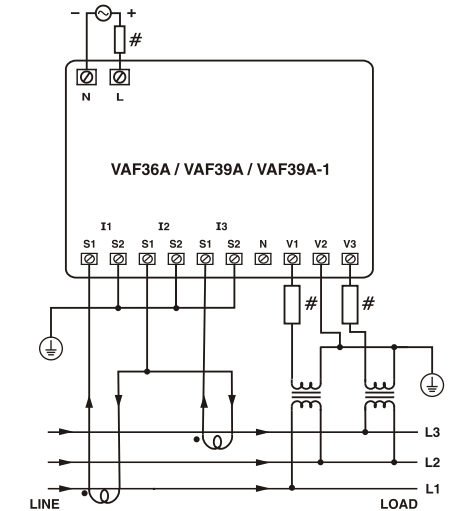 − +
#
N L
VAF36A / VAF39A / VAF39A-1
I1 I2 I3
S1 S2 S1 S2 S1 S2 N V1 V2 V3
# #
L3
L2
L1
LINE LOAD